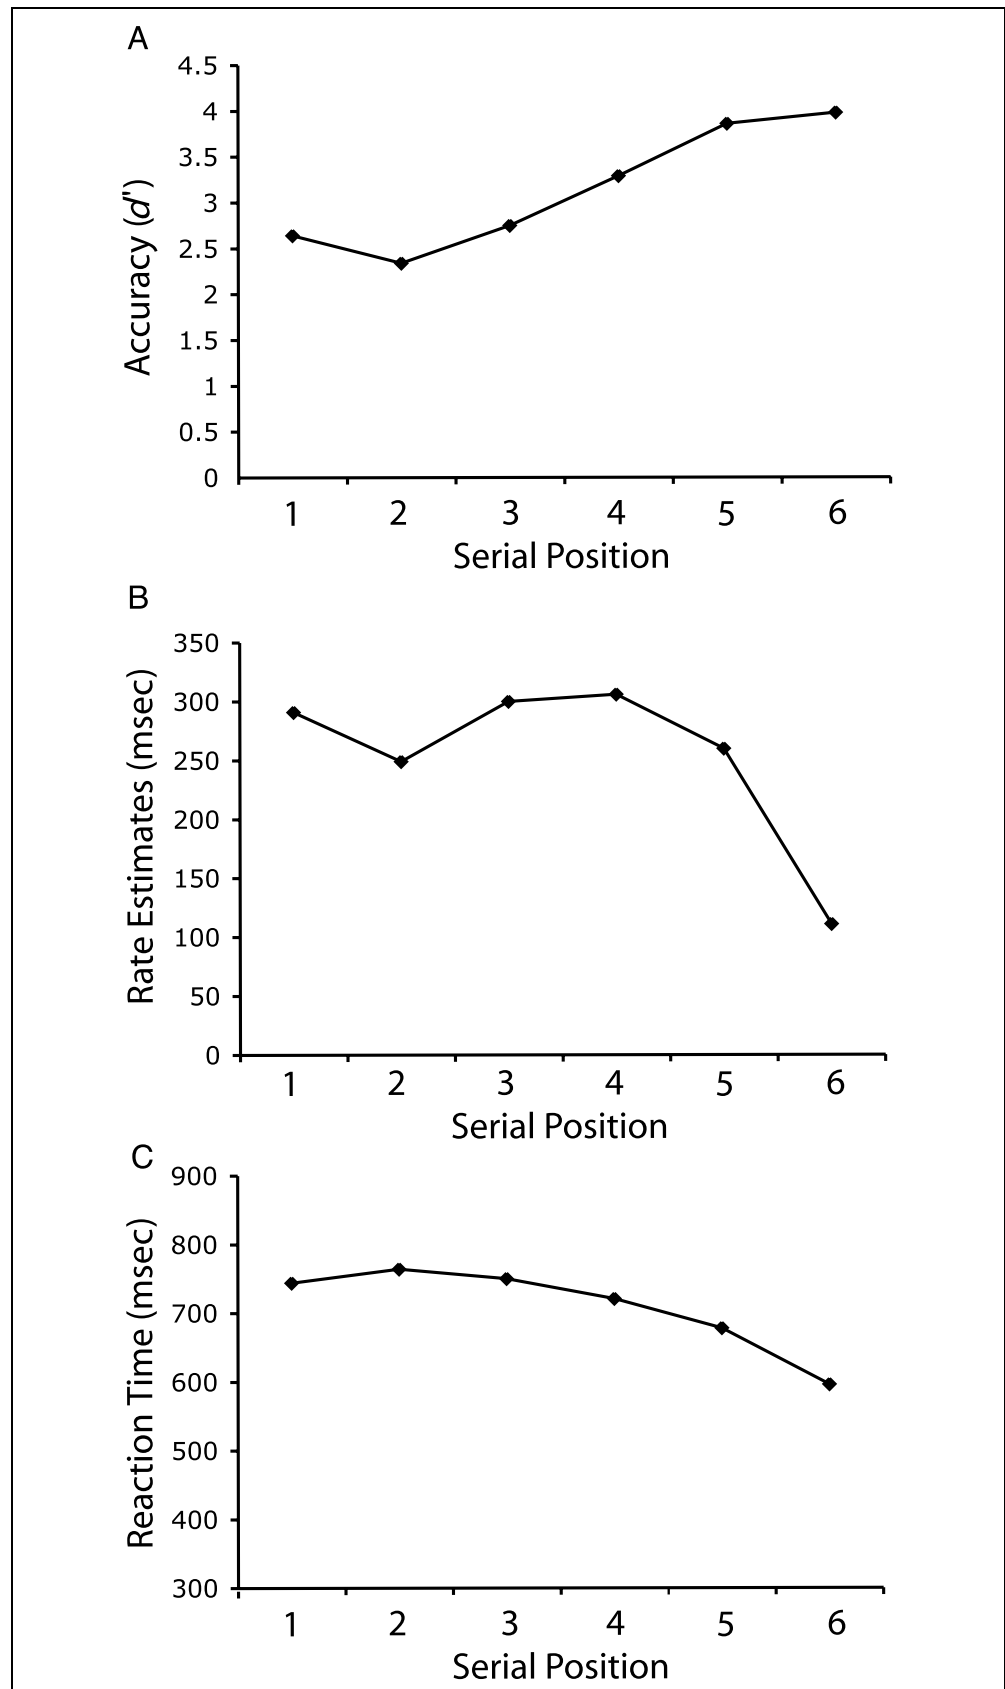 A
4.5
4
3.5
3
2.5
2
1.5
1
0.5
0
Accuracy (d')
1 2 3 4 5 6
Serial Position
B
350
300
250
200
150
100
50
0
Rate Estimates (msec)
1 2 3 4 5 6
Serial Position
C
900
800
700
600
500
400
300
Reaction Time (msec)
1 2 3 4 5 6
Serial Position